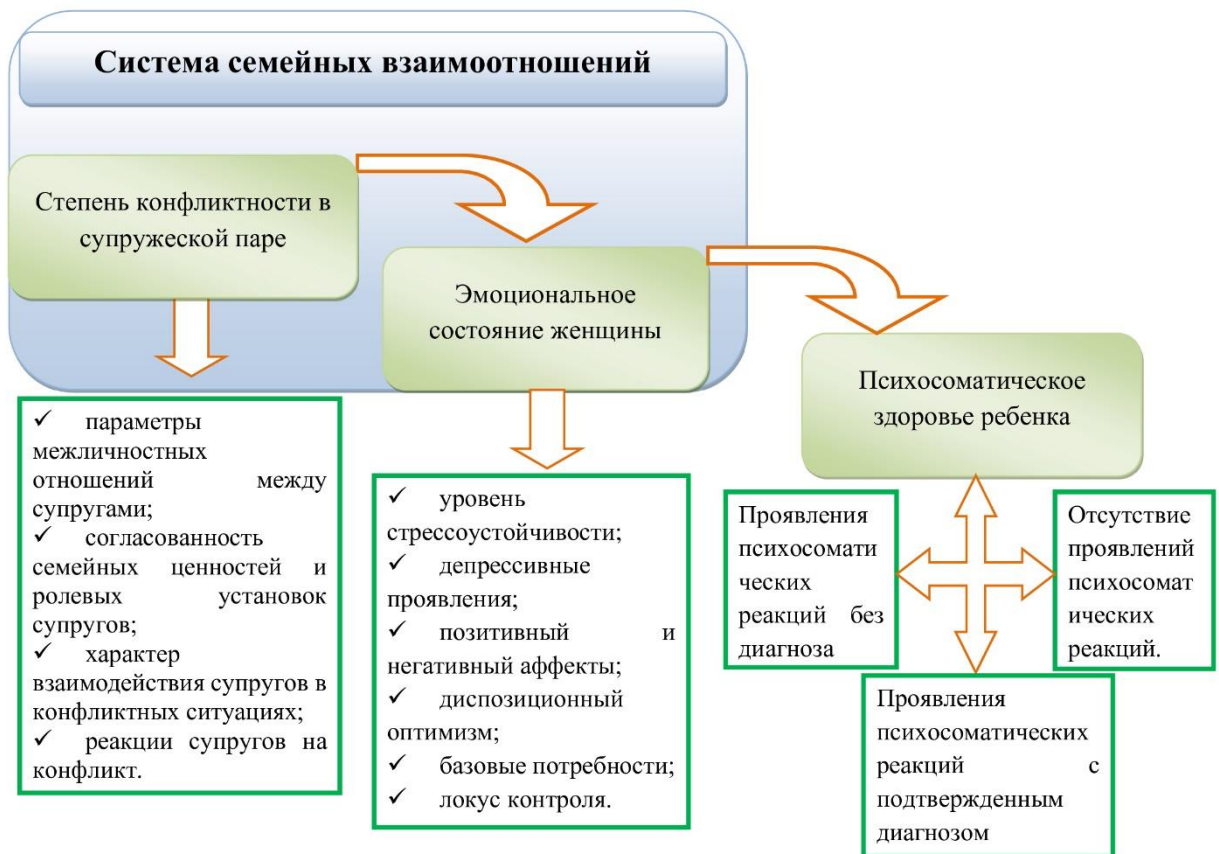 Система семейных взаимоотношений
Степень конфликтности в
супружеской паре
Эмоциональное
состояние женщины
Психосоматическое
здоровье ребенка
✓ параметры
межличностных
отношений между
супругами;
✓ согласованность
семейных ценностей и
ролевых установок
супругов;
✓ характер
взаимодействия супругов в
конфликтных ситуациях;
✓ реакции супругов на
конфликт.
✓ уровень
стрессоустойчивости;
✓ депрессивные
проявления;
✓ позитивный и
негативный аффекты;
✓ диспозиционный
оптимизм;
✓ базовые потребности;
✓ локус контроля.
Проявления
психосомати
ческих
реакций без
диагноза
Отсутствие
проявлений
психосомат
ических
реакций.
Проявления
психосоматических
реакций с
подтвержденным
диагнозом